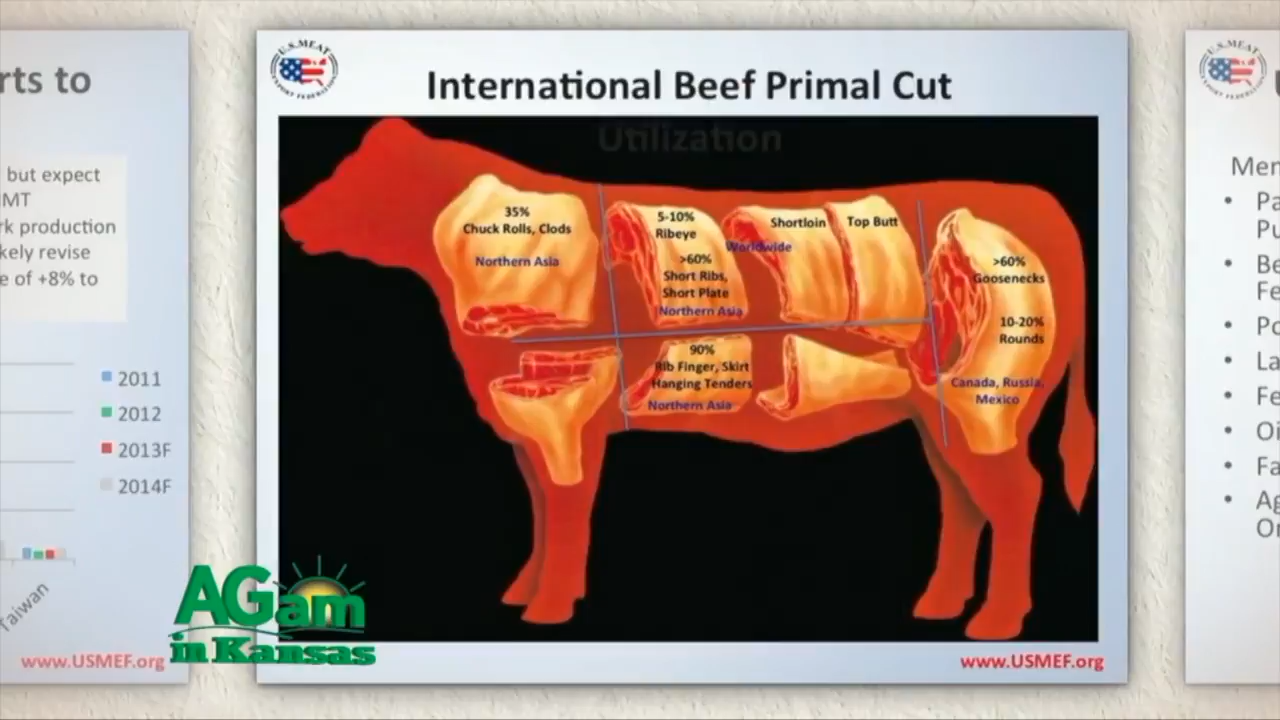 rts to
but expect
MT
rk production
kely revise
e of +8% to
2011
2012
2013F
2014F
Taiwan
www.USMEF.org
U.S. MEAT
EXPORT FEDERATION
International Beef Primal Cut
Utilization
35%
Chuck Rolls, Clods
Northern Asia
5-10%
Ribeye
>60%
Short Ribs,
Short Plate
Northern Asia
Shortloin
Top Butt
Worldwide
>60%
Goosenecks
10-20%
Rounds
Canada, Russia,
Mexico
90%
Rib Finger, Skirt
Hanging Tenders
Northern Asia
www.USMEF.org
AGam
in Kansas
U.S. MEAT
Mer
Pa
Pu
Be
Fe
Po
La
Fe
Oi
Fa
Ag
Or